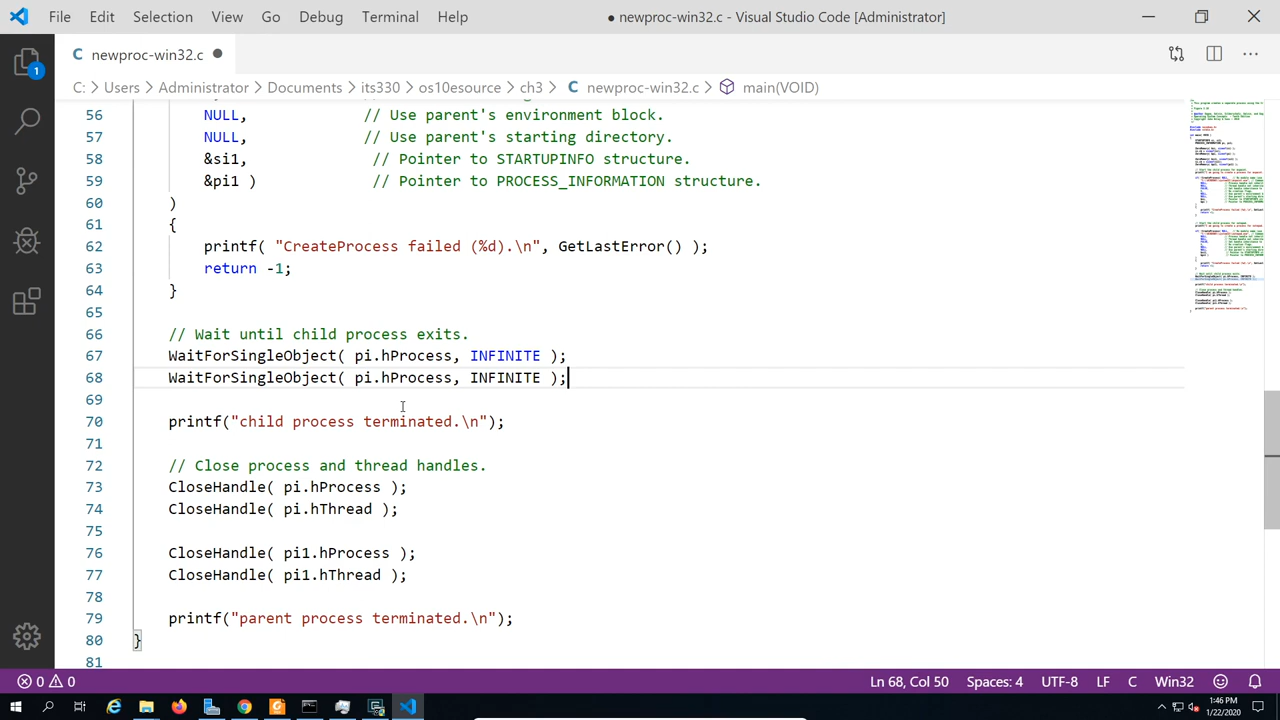 File Edit Selection View Go Debug Terminal Help
● newproc-win32.c - Visual Studio Code [Administrator]
C newproc-win32.c ●
C: > Users > Administrator > Documents > its330 > os10esource > ch3 > C newproc-win32.c > main(VOID)
1
56 NULL, // Use parent's environment block.
57 NULL, // Use parent's starting directory.
58 &si1, // Pointer to STARTUPINFO structure.
59 &pi1 ) // Pointer to PROCESS_INFORMATION structure.
60 )
61 {
62 printf( "CreateProcess failed (%d).\n", GetLastError() );
63 return -1;
64 }
65
66 // Wait until child process exits.
67 WaitForSingleObject( pi.hProcess, INFINITE );
68 WaitForSingleObject( pi.hProcess, INFINITE );
69
70 printf("child process terminated.\n");
71
72 // Close process and thread handles.
73 CloseHandle( pi.hProcess );
74 CloseHandle( pi.hThread );
75
76 CloseHandle( pi1.hProcess );
77 CloseHandle( pi1.hThread );
78
79 printf("parent process terminated.\n");
80 }
81
0 0 Ln 68, Col 50 Spaces: 4 UTF-8 LF C Win32
1:46 PM
1/22/2020